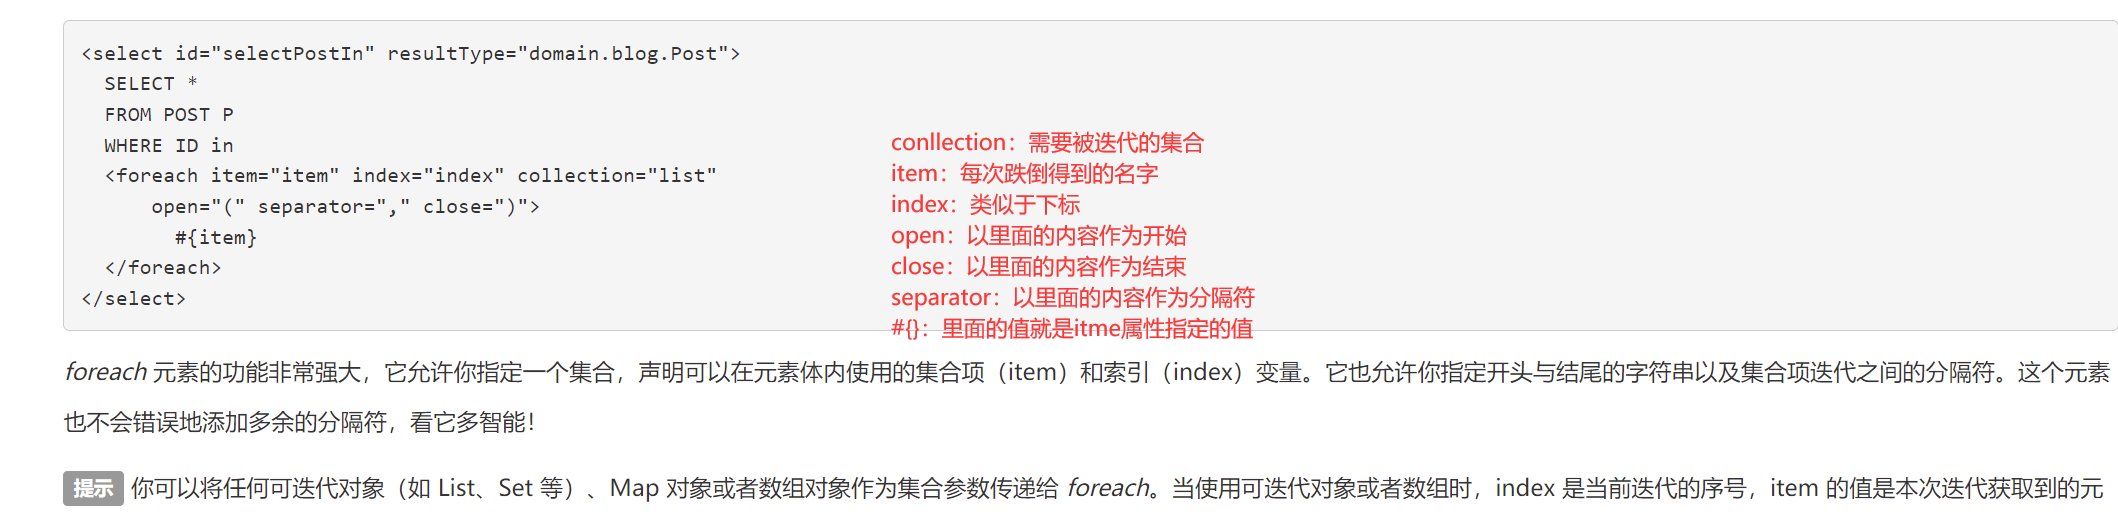 <select id="selectPostIn" resultType="domain.blog.Post">
SELECT *
FROM POST P
WHERE ID in
<foreach item="item" index="index" collection="list"
open="(" separator="," close=")">
#{item}
</foreach>
</select>
conllection：需要被迭代的集合
item：每次跌倒得到的名字
index：类似于下标
open：以里面的内容作为开始
close：以里面的内容作为结束
separator：以里面的内容作为分隔符
#{}：里面的值就是itme属性指定的值
foreach 元素的功能非常强大，它允许你指定一个集合，声明可以在元素体内使用的集合项（item）和索引（index）变量。它也允许你指定开头与结尾的字符串以及集合项迭代之间的分隔符。这个元素
也不会错误地添加多余的分隔符，看它多智能！
提示 你可以将任何可迭代对象（如 List、Set 等）、Map 对象或者数组对象作为集合参数传递给 foreach。当使用可迭代对象或者数组时，index 是当前迭代的序号，item 的值是本次迭代获取到的元